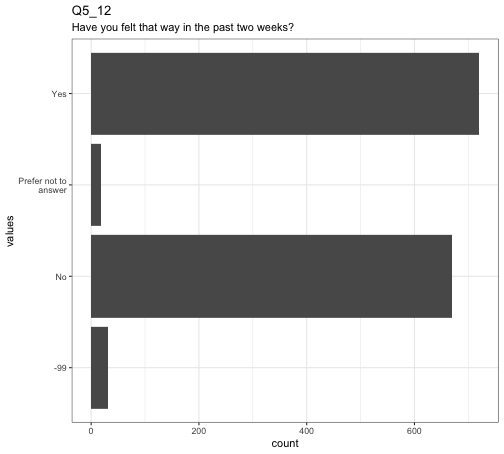 Q5_12
Have you felt that way in the past two weeks?
values
Yes
Prefer not to
answer
No
-99
0 200 400 600
count